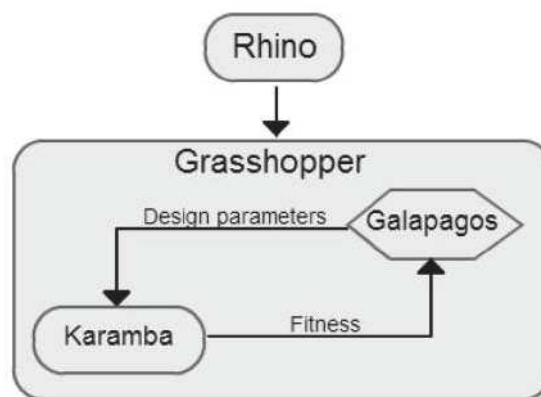 Rhino
Grasshopper
Design parameters
Galapagos
Karamba
Fitness